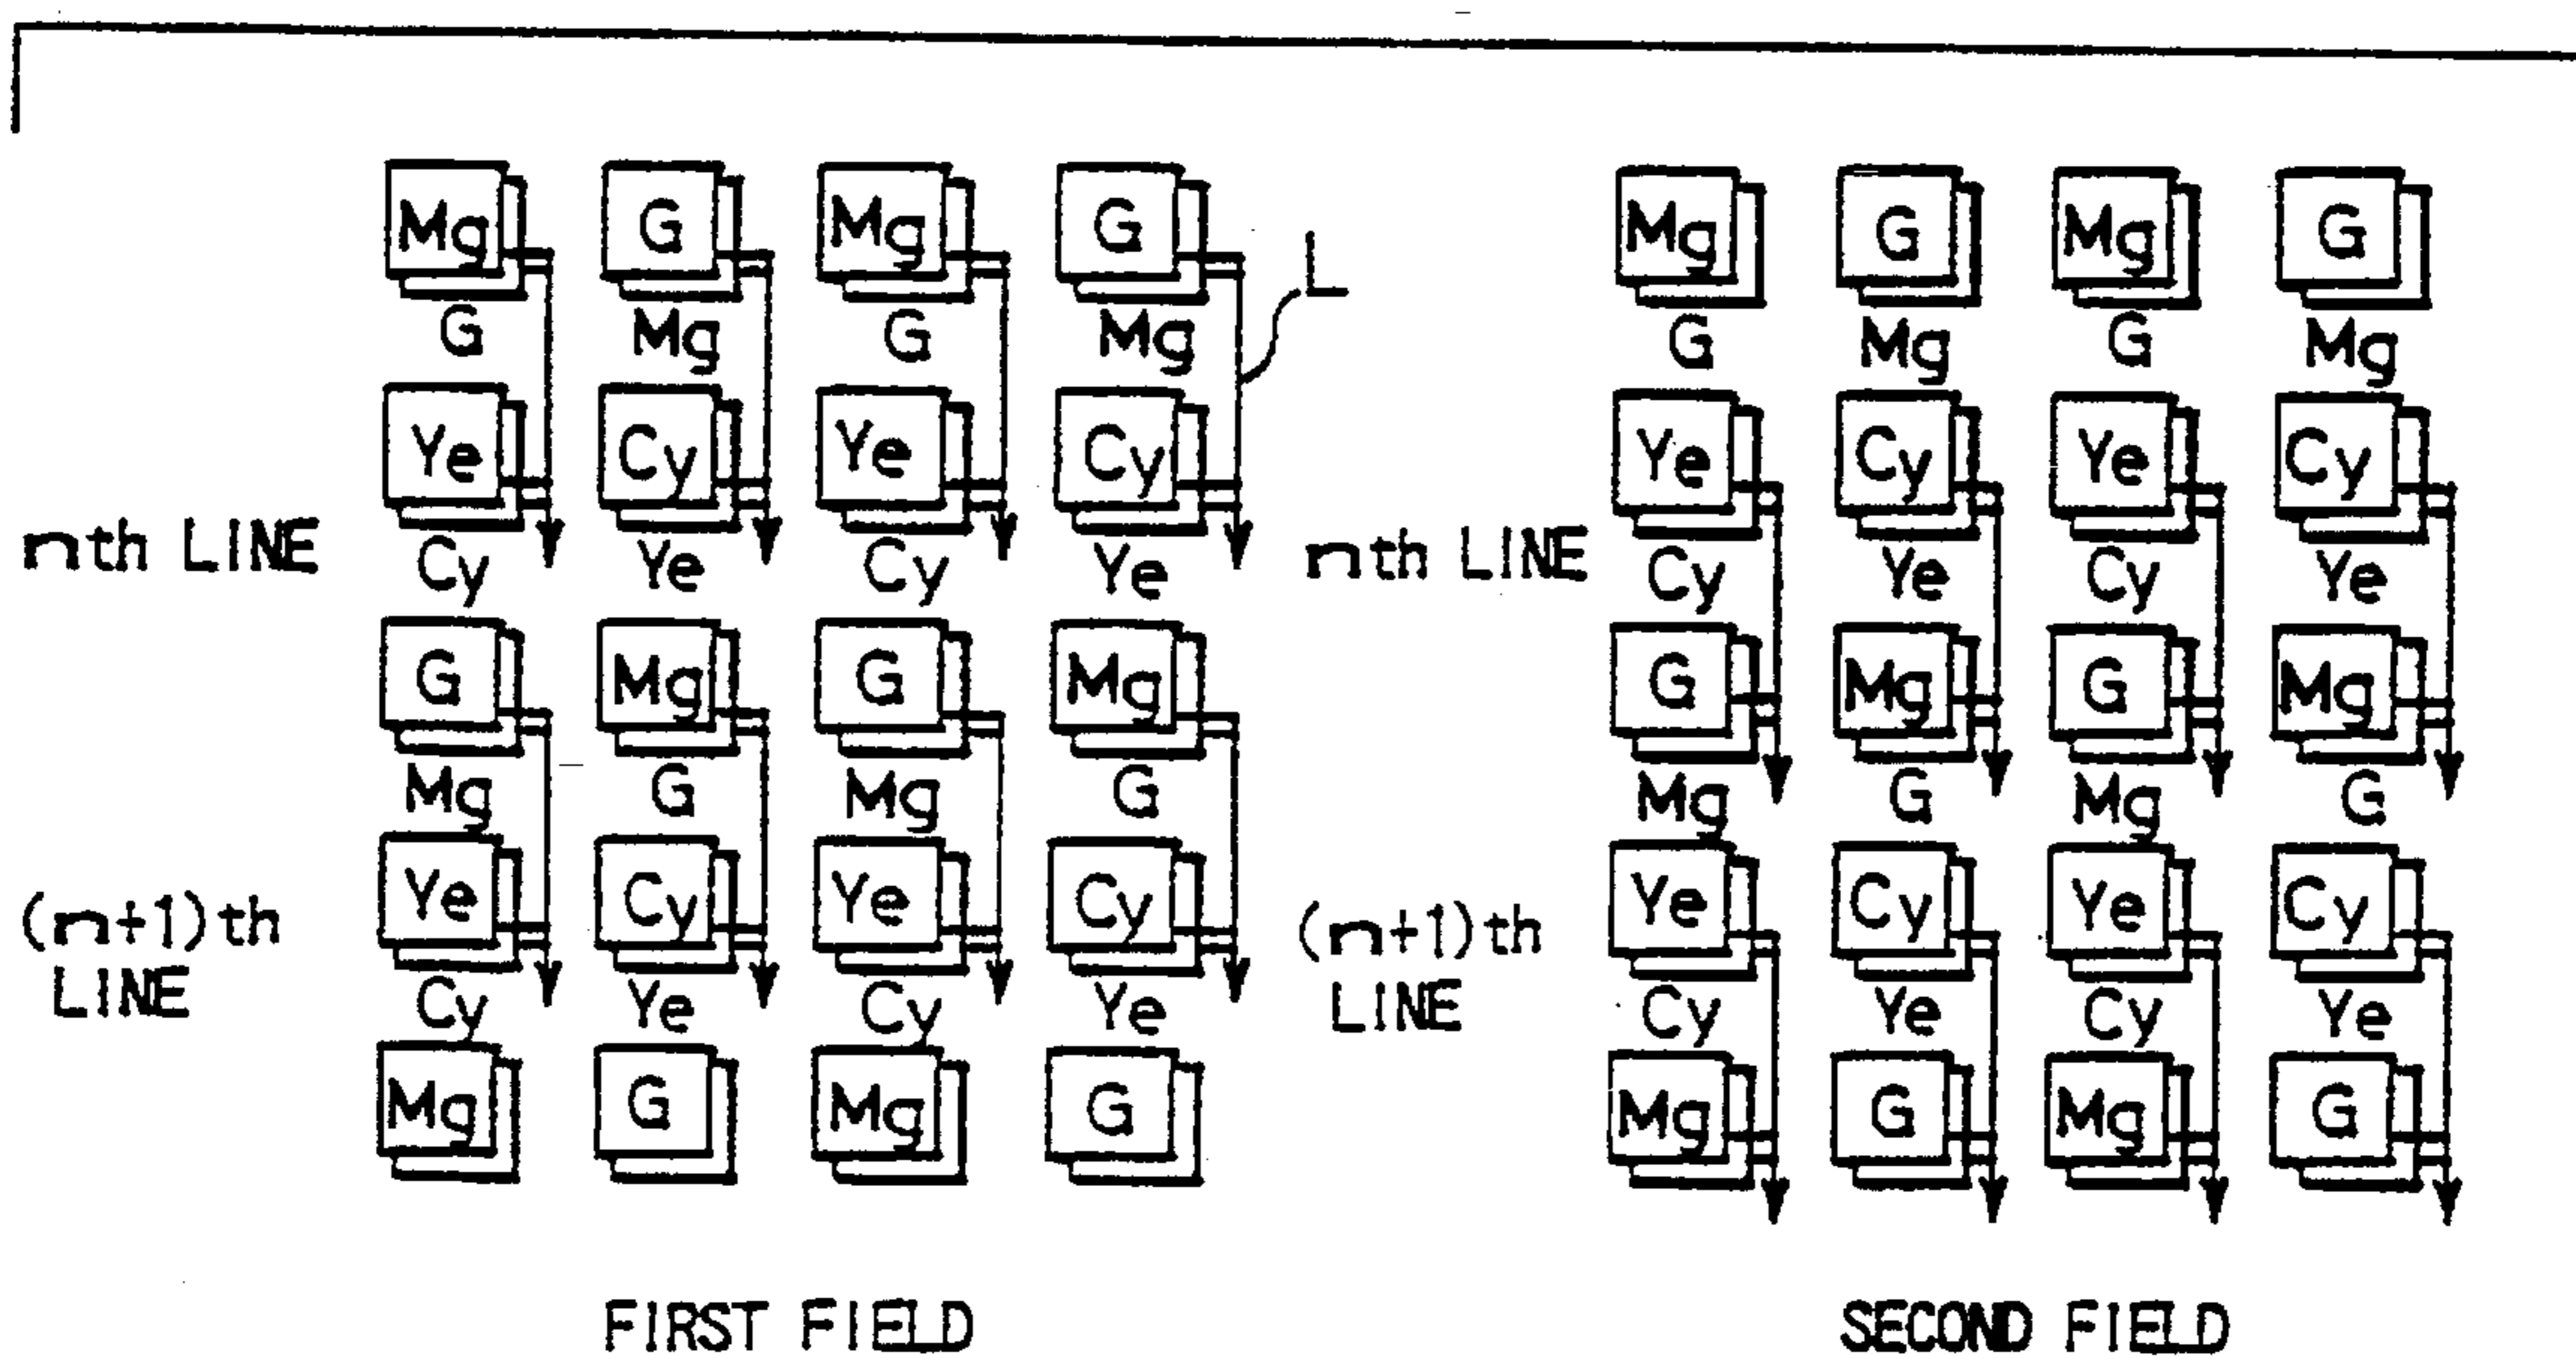 Mg G Mg G Mg G Mg G
L
G Mg G Mg G Mg G Mg
Ye Cy Ye Cy Ye Cy Ye Cy
nth LINE Cy Ye Cy Ye nth LINE Cy Ye Cy Ye
G Mg G Mg G Mg G Mg
Mg G Mg G Mg G Mg G
Ye Cy Ye Cy Ye Cy Ye Cy
(n+1)th (n+1)th
LINE Cy Ye Cy Ye LINE Cy Ye Cy Ye
Mg G Mg G Mg G Mg G
FIRST FIELD SECOND FIELD